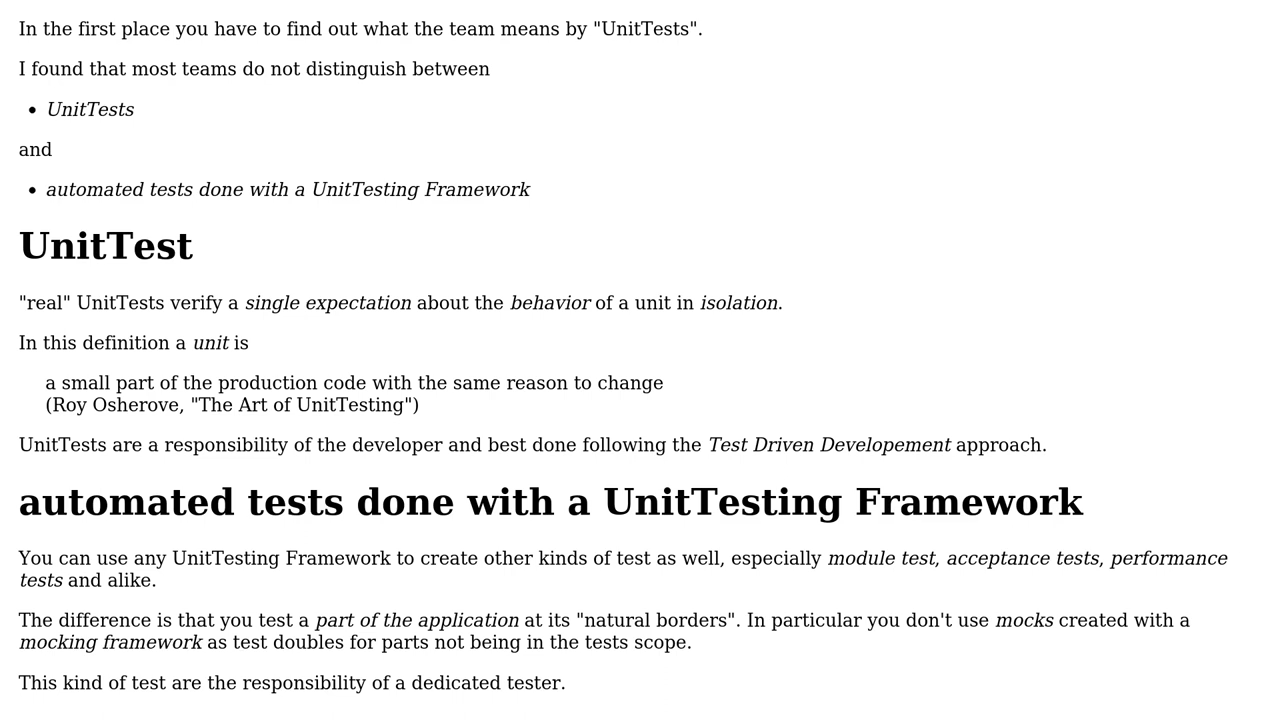 In the first place you have to find out what the team means by "UnitTests".
I found that most teams do not distinguish between
• UnitTests
and
• automated tests done with a UnitTesting Framework
UnitTest
"real" UnitTests verify a single expectation about the behavior of a unit in isolation.
In this definition a unit is
a small part of the production code with the same reason to change
(Roy Osherove, "The Art of UnitTesting")
UnitTests are a responsibility of the developer and best done following the Test Driven Developement approach.
automated tests done with a UnitTesting Framework
You can use any UnitTesting Framework to create other kinds of test as well, especially module test, acceptance tests, performance
tests and alike.
The difference is that you test a part of the application at its "natural borders". In particular you don't use mocks created with a
mocking framework as test doubles for parts not being in the tests scope.
This kind of test are the responsibility of a dedicated tester.